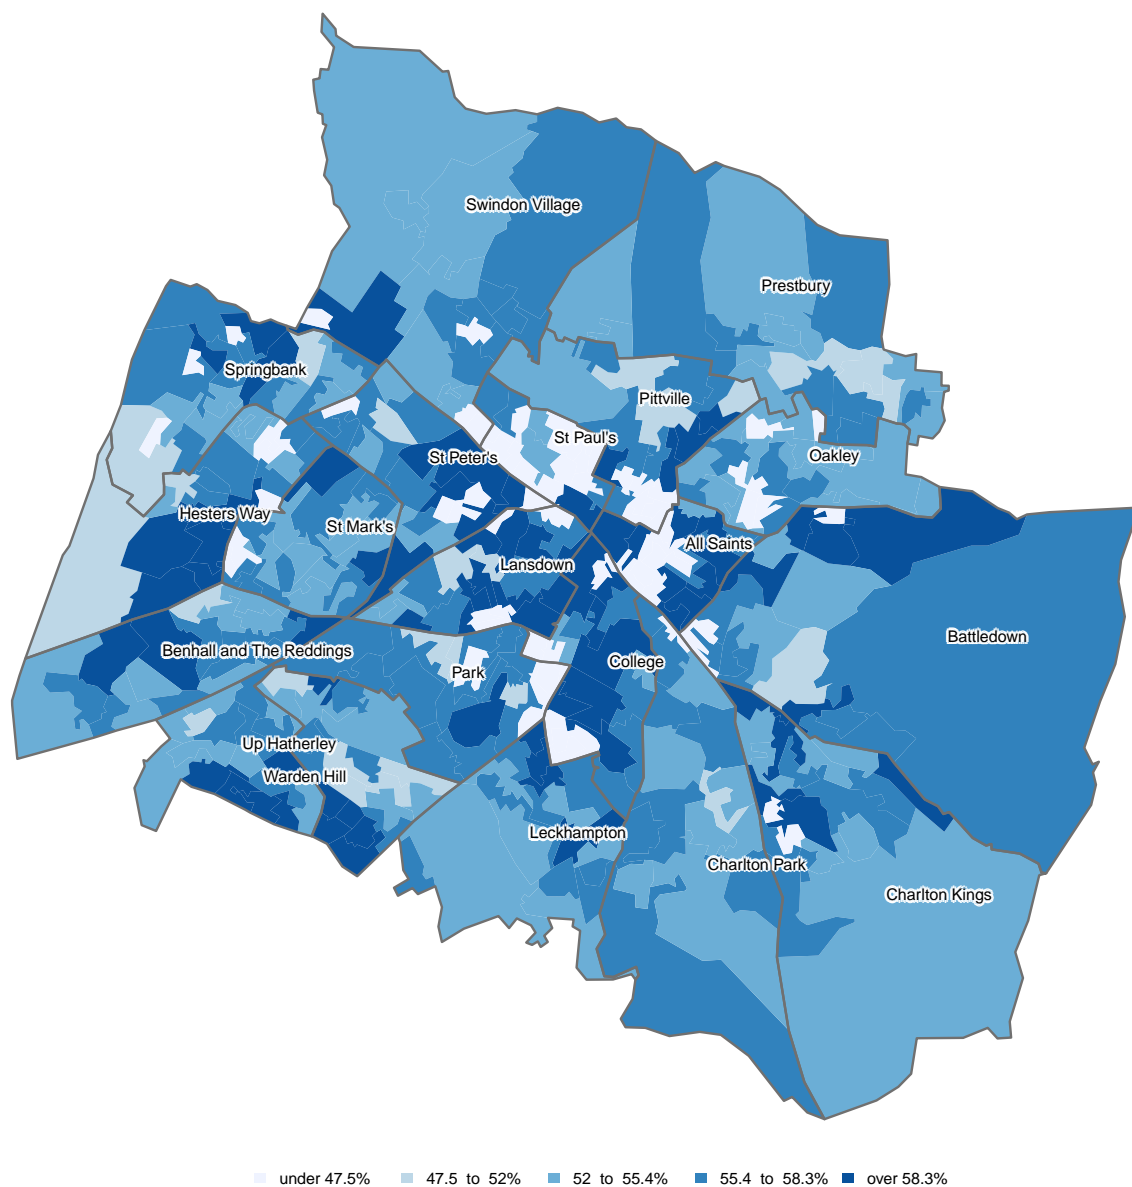 Swindon Village
Prestbury
Springbank
Pittville
St Paul's
St Peter's
Oakley
Hesters Way
St Mark's
All Saints
Lansdown
Battledown
Benhall and The Reddings
College
Park
Up Hatherley
Warden Hill
Leckhampton
Charlton Park
Charlton Kings
under 47.5% 47.5 to 52% 52 to 55.4% 55.4 to 58.3% over 58.3%